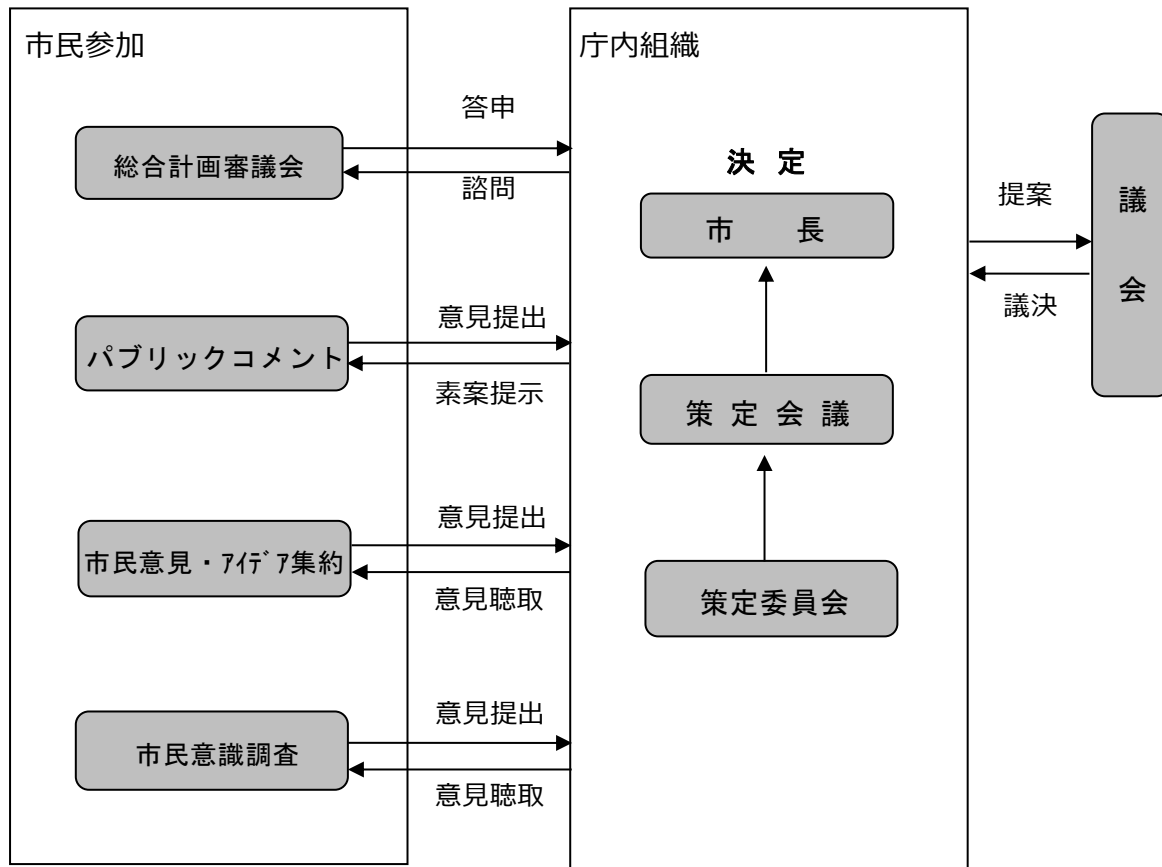 市民参加
総合計画審議会
パブリックコメント
市民意見・ｱｲﾃﾞｱ集約
市民意識調査
答申
諮問
意見提出
素案提示
意見提出
意見聴取
意見提出
意見聴取
庁内組織
決 定
市　長
策 定 会 議
策定委員会
提案
議決
議
会